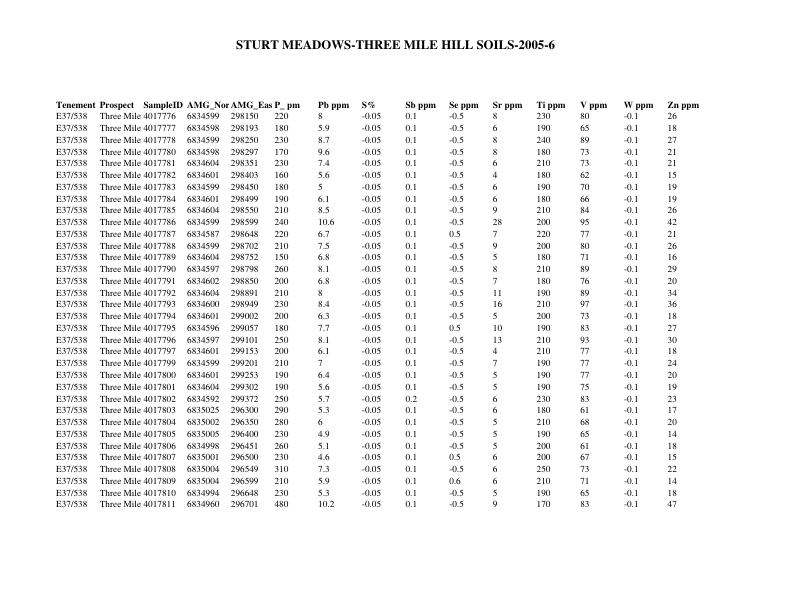 STURT MEADOWS-THREE MILE HILL SOILS-2005-6
Tenement Prospect SampleID AMG_Nor AMG_Eas P_ pm Pb ppm S% Sb ppm Se ppm Sr ppm Ti ppm V ppm W ppm Zn ppm
E37/538 Three Mile 4017776 6834599 298150 220 8 -0.05 0.1 -0.5 8 230 80 -0.1 26
E37/538 Three Mile 4017777 6834598 298193 180 5.9 -0.05 0.1 -0.5 6 190 65 -0.1 18
E37/538 Three Mile 4017778 6834599 298250 230 8.7 -0.05 0.1 -0.5 8 240 89 -0.1 27
E37/538 Three Mile 4017780 6834598 298297 170 9.6 -0.05 0.1 -0.5 8 180 73 -0.1 21
E37/538 Three Mile 4017781 6834604 298351 230 7.4 -0.05 0.1 -0.5 6 210 73 -0.1 21
E37/538 Three Mile 4017782 6834601 298403 160 5.6 -0.05 0.1 -0.5 4 180 62 -0.1 15
E37/538 Three Mile 4017783 6834599 298450 180 5 -0.05 0.1 -0.5 6 190 70 -0.1 19
E37/538 Three Mile 4017784 6834601 298499 190 6.1 -0.05 0.1 -0.5 6 180 66 -0.1 19
E37/538 Three Mile 4017785 6834604 298550 210 8.5 -0.05 0.1 -0.5 9 210 84 -0.1 26
E37/538 Three Mile 4017786 6834599 298599 240 10.6 -0.05 0.1 -0.5 28 200 95 -0.1 42
E37/538 Three Mile 4017787 6834587 298648 220 6.7 -0.05 0.1 0.5 7 220 77 -0.1 21
E37/538 Three Mile 4017788 6834599 298702 210 7.5 -0.05 0.1 -0.5 9 200 80 -0.1 26
E37/538 Three Mile 4017789 6834604 298752 150 6.8 -0.05 0.1 -0.5 5 180 71 -0.1 16
E37/538 Three Mile 4017790 6834597 298798 260 8.1 -0.05 0.1 -0.5 8 210 89 -0.1 29
E37/538 Three Mile 4017791 6834602 298850 200 6.8 -0.05 0.1 -0.5 7 180 76 -0.1 20
E37/538 Three Mile 4017792 6834604 298891 210 8 -0.05 0.1 -0.5 11 190 89 -0.1 34
E37/538 Three Mile 4017793 6834600 298949 230 8.4 -0.05 0.1 -0.5 16 210 97 -0.1 36
E37/538 Three Mile 4017794 6834601 299002 200 6.3 -0.05 0.1 -0.5 5 200 73 -0.1 18
E37/538 Three Mile 4017795 6834596 299057 180 7.7 -0.05 0.1 0.5 10 190 83 -0.1 27
E37/538 Three Mile 4017796 6834597 299101 250 8.1 -0.05 0.1 -0.5 13 210 93 -0.1 30
E37/538 Three Mile 4017797 6834601 299153 200 6.1 -0.05 0.1 -0.5 4 210 77 -0.1 18
E37/538 Three Mile 4017799 6834599 299201 210 7 -0.05 0.1 -0.5 7 190 77 -0.1 24
E37/538 Three Mile 4017800 6834601 299253 190 6.4 -0.05 0.1 -0.5 5 190 77 -0.1 20
E37/538 Three Mile 4017801 6834604 299302 190 5.6 -0.05 0.1 -0.5 5 190 75 -0.1 19
E37/538 Three Mile 4017802 6834592 299372 250 5.7 -0.05 0.2 -0.5 6 230 83 -0.1 23
E37/538 Three Mile 4017803 6835025 296300 290 5.3 -0.05 0.1 -0.5 6 180 61 -0.1 17
E37/538 Three Mile 4017804 6835002 296350 280 6 -0.05 0.1 -0.5 5 210 68 -0.1 20
E37/538 Three Mile 4017805 6835005 296400 230 4.9 -0.05 0.1 -0.5 5 190 65 -0.1 14
E37/538 Three Mile 4017806 6834998 296451 260 5.1 -0.05 0.1 -0.5 5 200 61 -0.1 18
E37/538 Three Mile 4017807 6835001 296500 230 4.6 -0.05 0.1 0.5 6 200 67 -0.1 15
E37/538 Three Mile 4017808 6835004 296549 310 7.3 -0.05 0.1 -0.5 6 250 73 -0.1 22
E37/538 Three Mile 4017809 6835004 296599 210 5.9 -0.05 0.1 0.6 6 210 71 -0.1 14
E37/538 Three Mile 4017810 6834994 296648 230 5.3 -0.05 0.1 -0.5 5 190 65 -0.1 18
E37/538 Three Mile 4017811 6834960 296701 480 10.2 -0.05 0.1 -0.5 9 170 83 -0.1 47